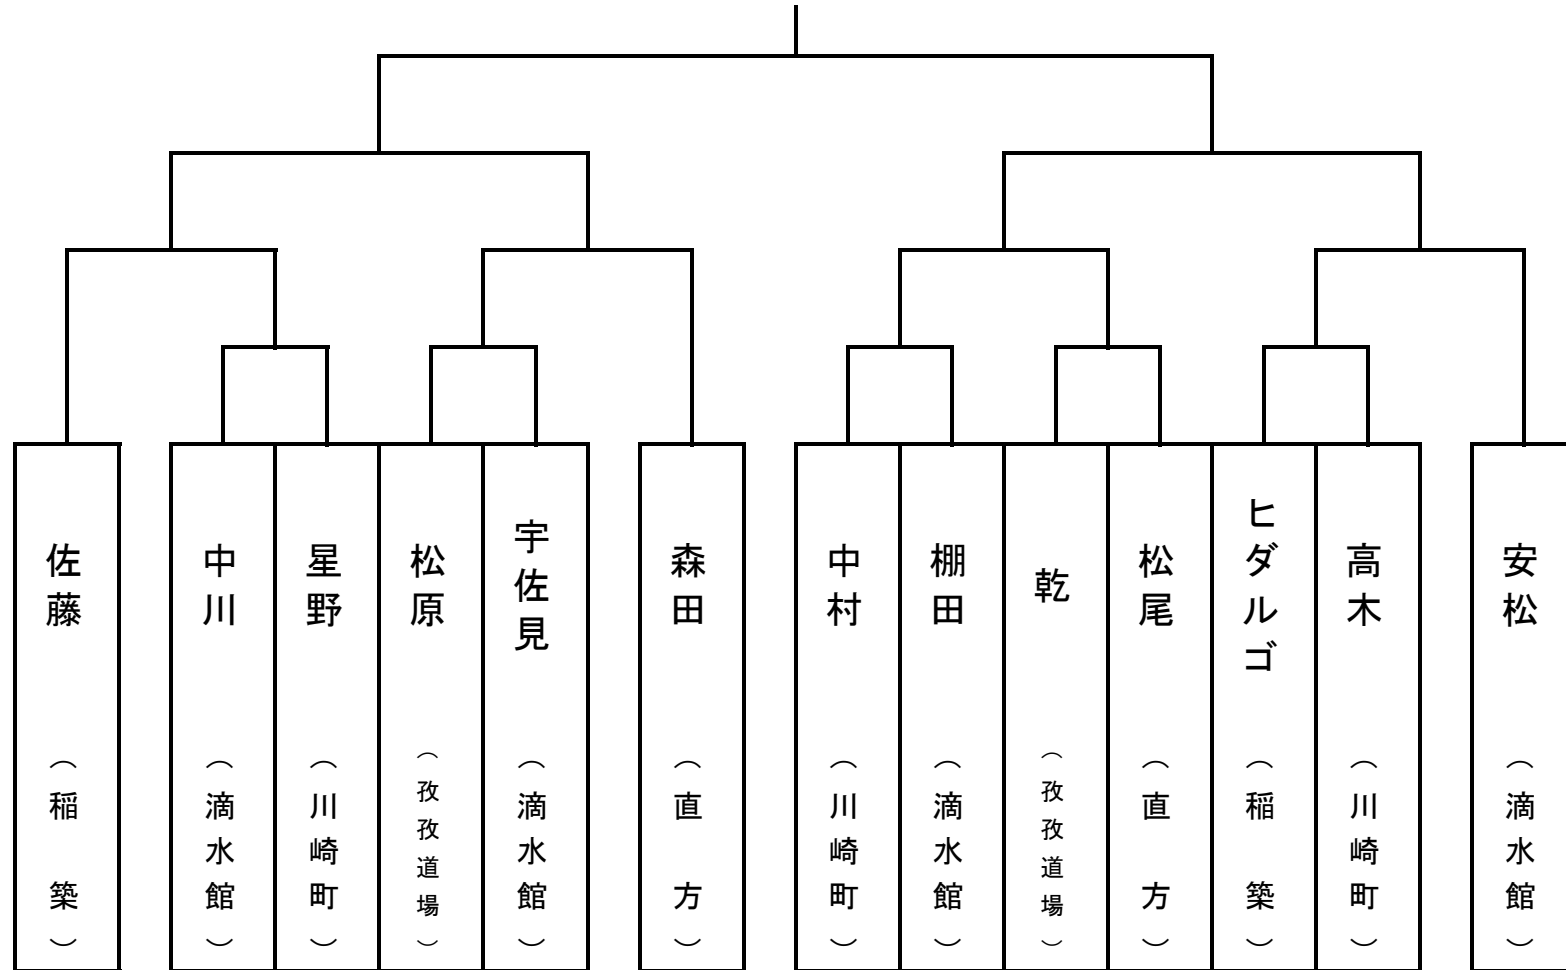 佐藤
（稲築）
中川
（滴水館）
星野
（川崎町）
松原
（孜孜道場）
宇佐見
（滴水館）
森田
（直方）
中村
（川崎町）
棚田
（滴水館）
乾
（孜孜道場）
松尾
（直方）
ヒダルゴ
（稲築）
高木
（川崎町）
安松
（滴水館）